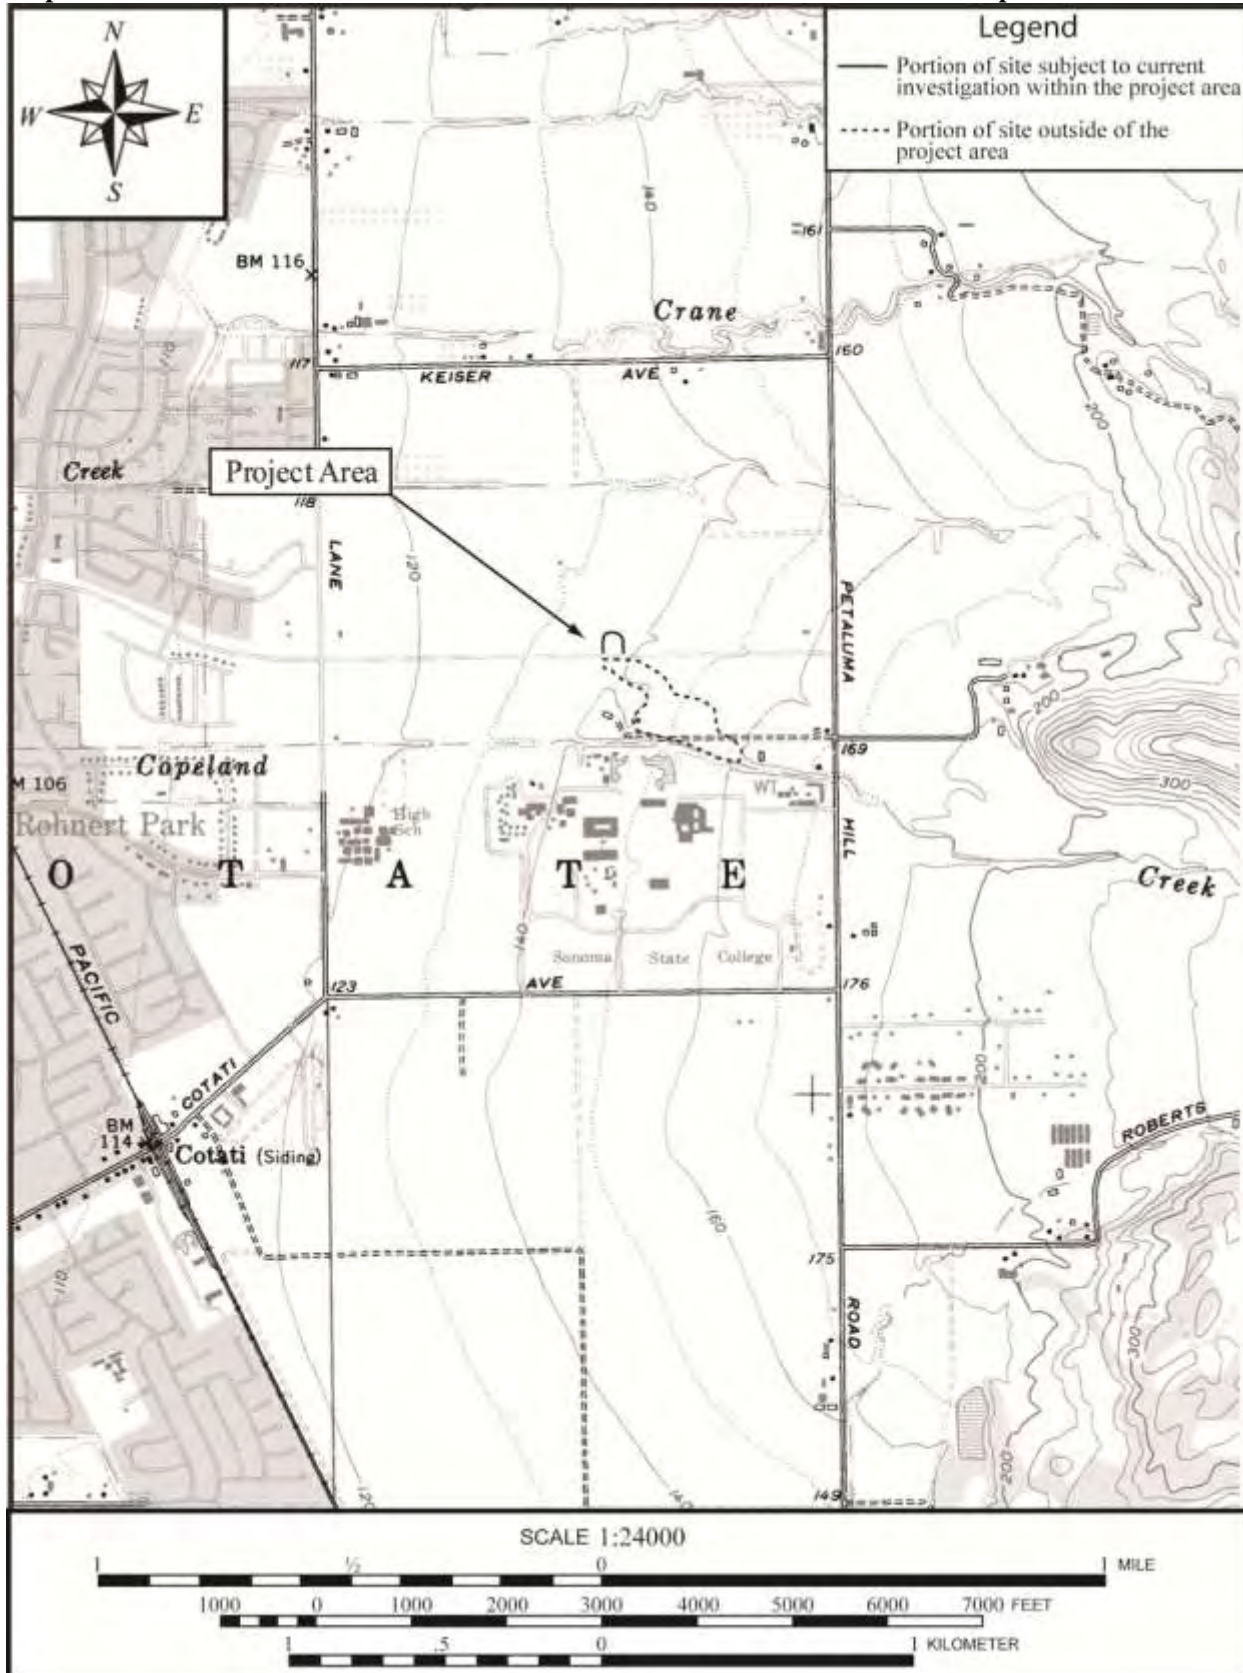 N
W
E
S
Legend
Portion of site subject to current
investigation within the project area
Portion of site outside of the
project area
140
161
BM 116
Crane
117
160
KEISER AVE
110
200
Creek
Project Area
118
LANE
120
PETALUMA
200
169
Copeland
M 106
300
WT
Rohnert Park
High
Sch
HILL
O T A T E
Creek
PACIFIC
140
Sonoma State College
AVE
123
176
200
COTATI
BM
114
ROBERTS
Cotati (Siding)
160
175
110
ROAD
300
200
120
140
149
SCALE 1:24000
1 ½ 0 1 MILE
1000 0 1000 2000 3000 4000 5000 6000 7000 FEET
1 .5 0 1 KILOMETER